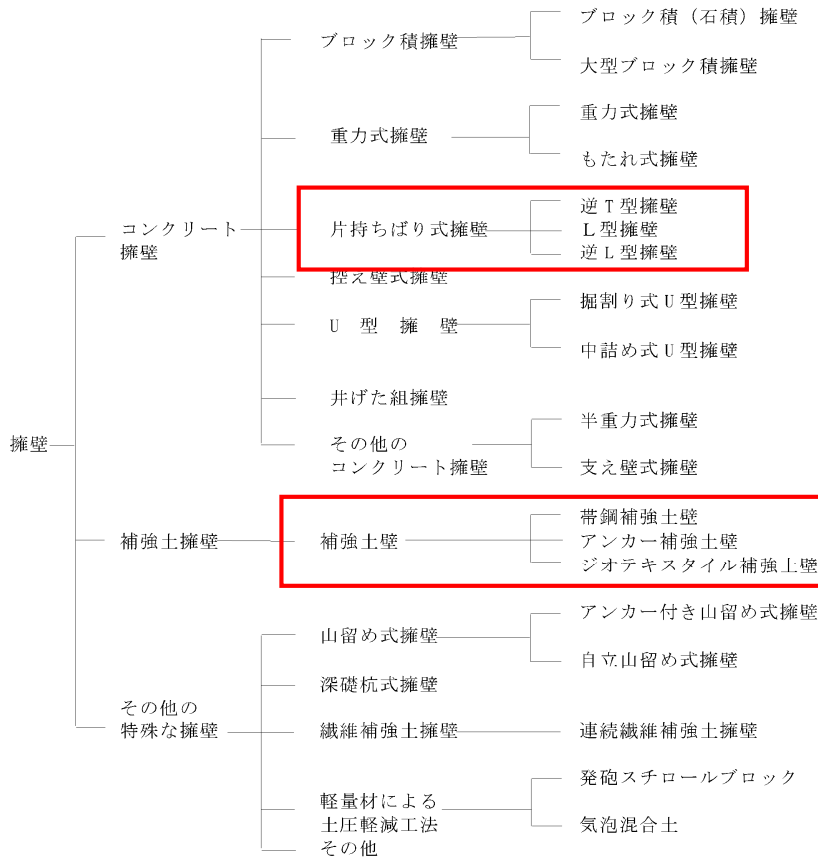 擁壁
コンクリート
擁壁
ブロック積擁壁
ブロック積(石積)擁壁
大型ブロック積擁壁
重力式擁壁
重力式擁壁
もたれ式擁壁
片持ちばり式擁壁
逆T型擁壁
L型擁壁
逆L型擁壁
控え壁式擁壁
U型擁壁
掘割り式U型擁壁
中詰め式U型擁壁
井げた組擁壁
その他の
コンクリート擁壁
半重力式擁壁
支え壁式擁壁
補強土擁壁
補強土壁
帯鋼補強土壁
アンカー補強土壁
ジオテキスタイル補強土壁
その他の
特殊な擁壁
山留め式擁壁
アンカー付き山留め式擁壁
自立山留め式擁壁
深礎杭式擁壁
繊維補強土擁壁
連続繊維補強土擁壁
軽量材による
土圧軽減工法
発砲スチロールブロック
気泡混合土
その他